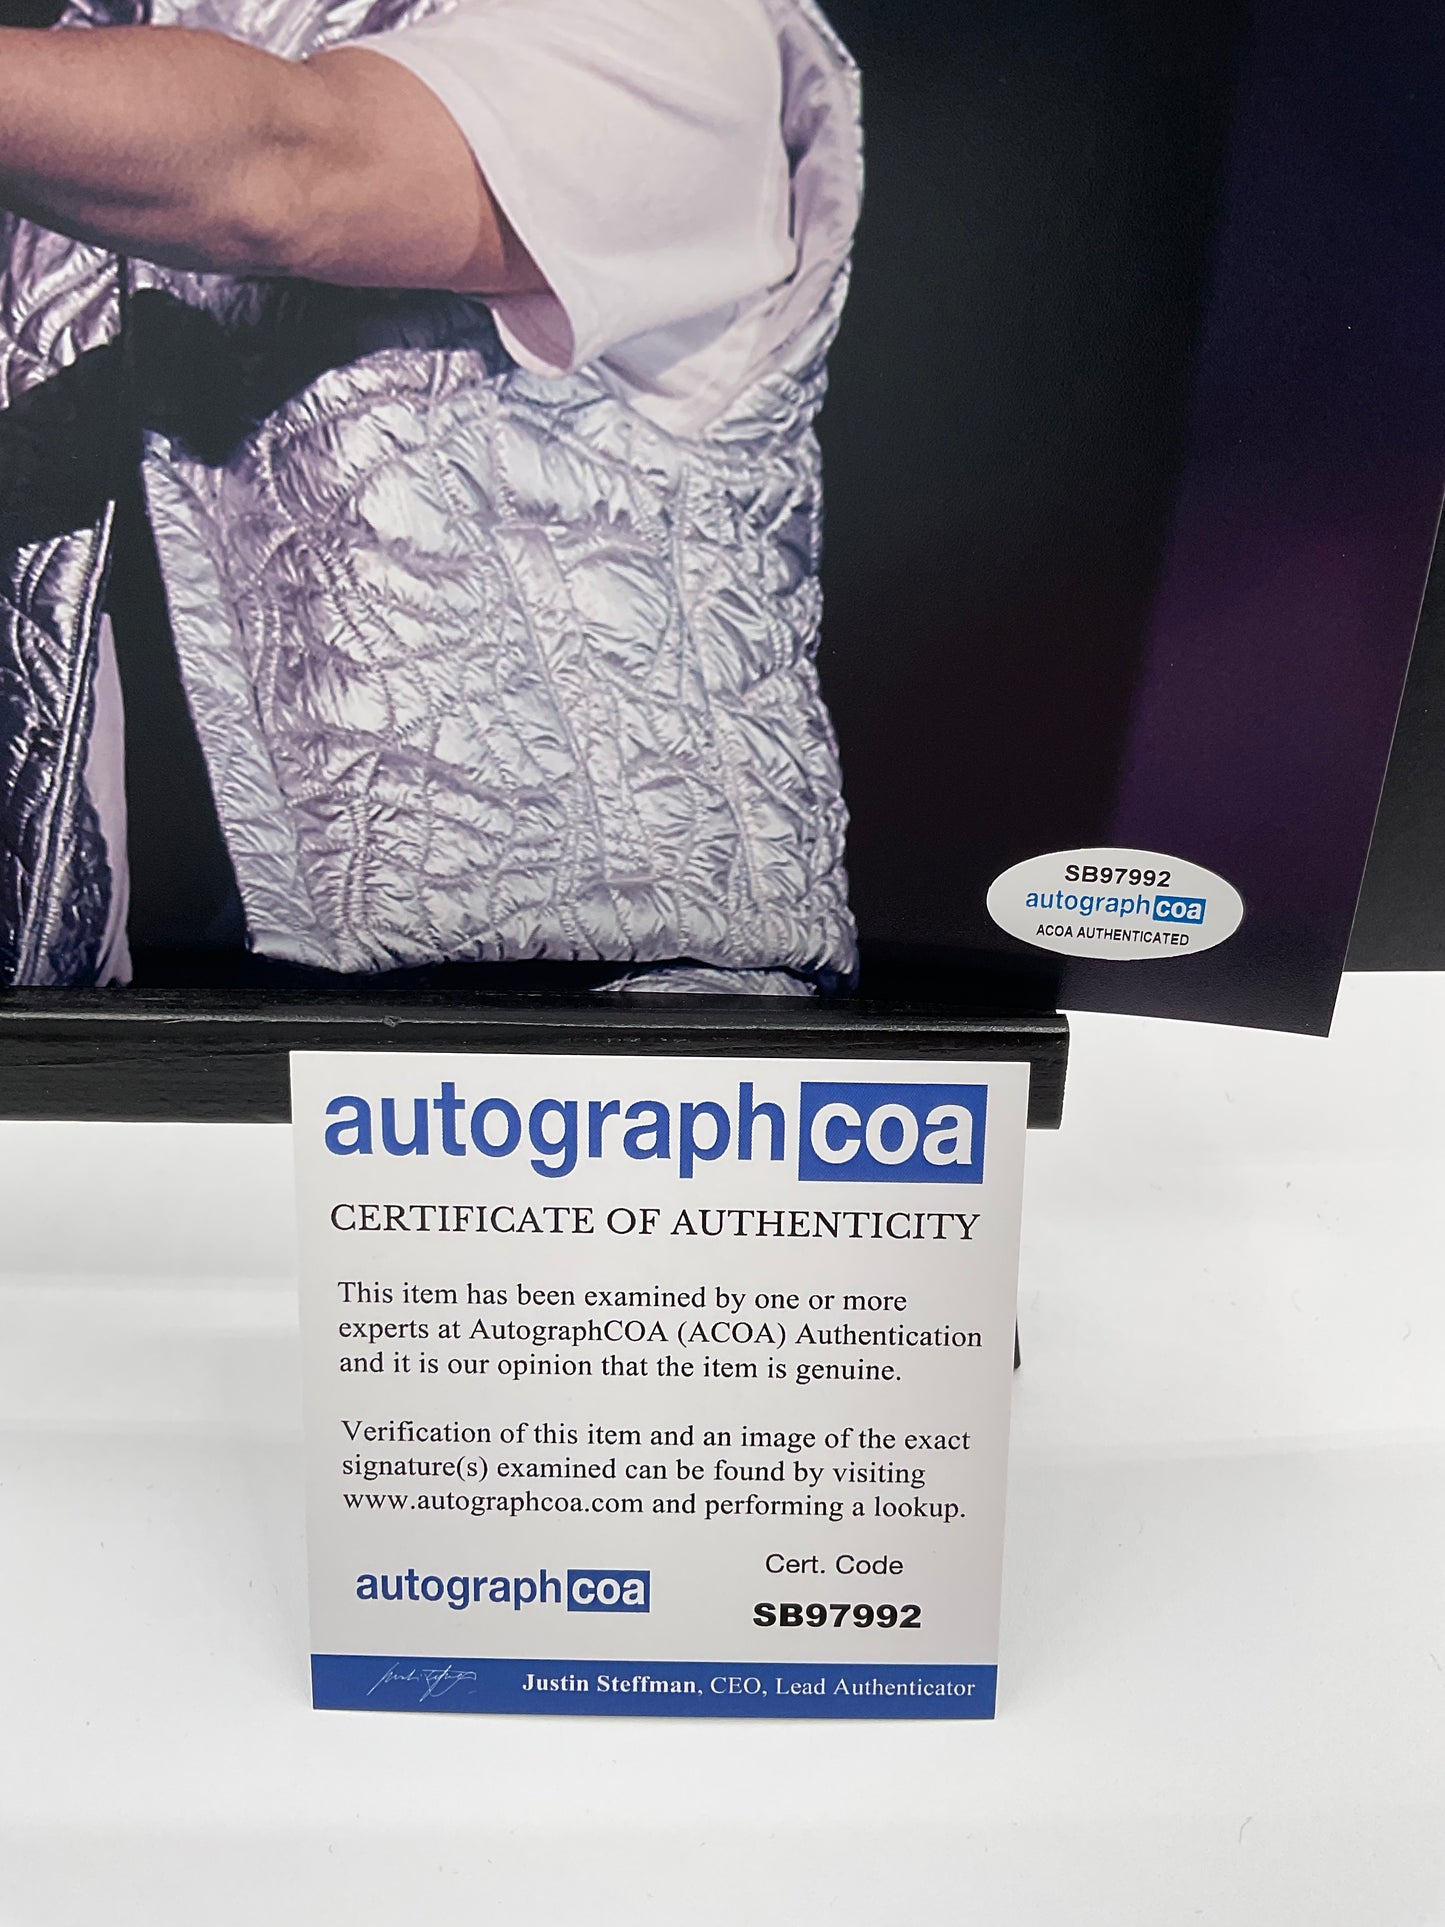 SB97992
autographcoa
ACOA AUTHENTICATED
autographcoa
CERTIFICATE OF AUTHENTICITY
This item has been examined by one or more
experts at AutographCOA (ACOA) Authentication
and it is our opinion that the item is genuine.
Verification of this item and an image of the exact
signature(s) examined can be found by visiting
www.autographcoa.com and performing a lookup.
Cert. Code
autographcoa
SB97992
Justin Steffman, CEO, Lead Authenticator